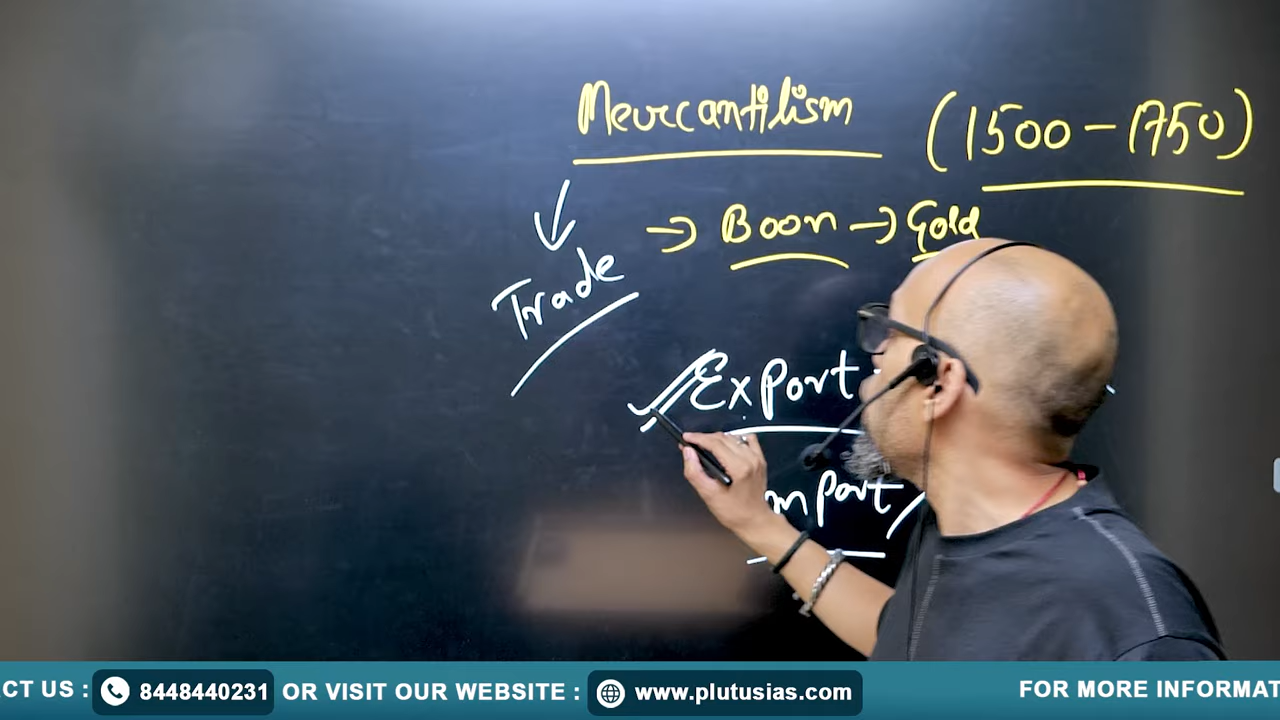 Meurcantilism (1500-1750)
→ Boon → Gold
Trade
Export
mport
CT US : 8448440231 OR VISIT OUR WEBSITE : www.plutusias.com FOR MORE INFORMAT